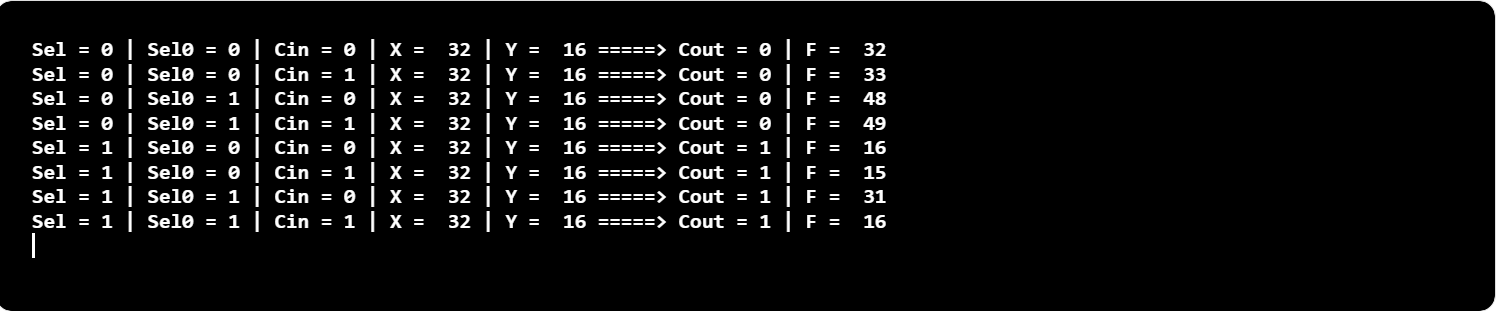 Sel = 0 | Sel0 = 0 | Cin = 0 | X =  32 | Y =  16 =====> Cout = 0 | F =  32
Sel = 0 | Sel0 = 0 | Cin = 1 | X =  32 | Y =  16 =====> Cout = 0 | F =  33
Sel = 0 | Sel0 = 1 | Cin = 0 | X =  32 | Y =  16 =====> Cout = 0 | F =  48
Sel = 0 | Sel0 = 1 | Cin = 1 | X =  32 | Y =  16 =====> Cout = 0 | F =  49
Sel = 1 | Sel0 = 0 | Cin = 0 | X =  32 | Y =  16 =====> Cout = 1 | F =  16
Sel = 1 | Sel0 = 0 | Cin = 1 | X =  32 | Y =  16 =====> Cout = 1 | F =  15
Sel = 1 | Sel0 = 1 | Cin = 0 | X =  32 | Y =  16 =====> Cout = 1 | F =  31
Sel = 1 | Sel0 = 1 | Cin = 1 | X =  32 | Y =  16 =====> Cout = 1 | F =  16